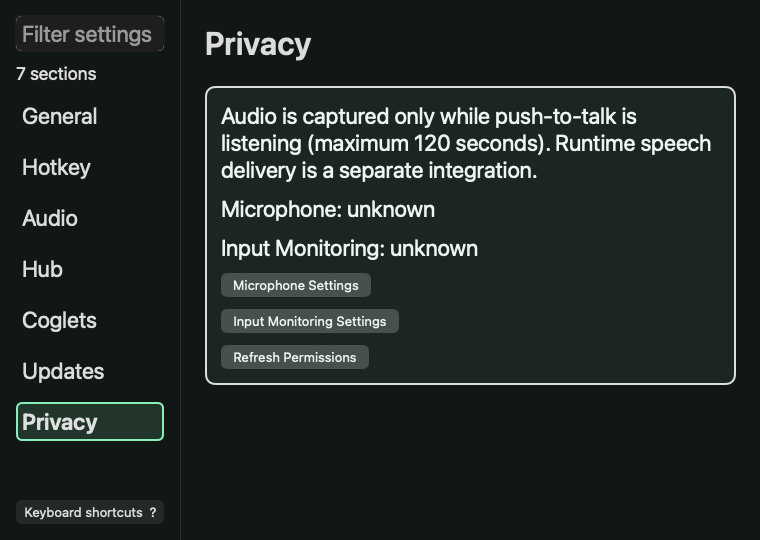 Filter settings
7 sections
General
Hotkey
Audio
Hub
Coglets
Updates
Privacy
Keyboard shortcuts ?
Privacy
Audio is captured only while push-to-talk is
listening (maximum 120 seconds). Runtime speech
delivery is a separate integration.
Microphone: unknown
Input Monitoring: unknown
Microphone Settings
Input Monitoring Settings
Refresh Permissions